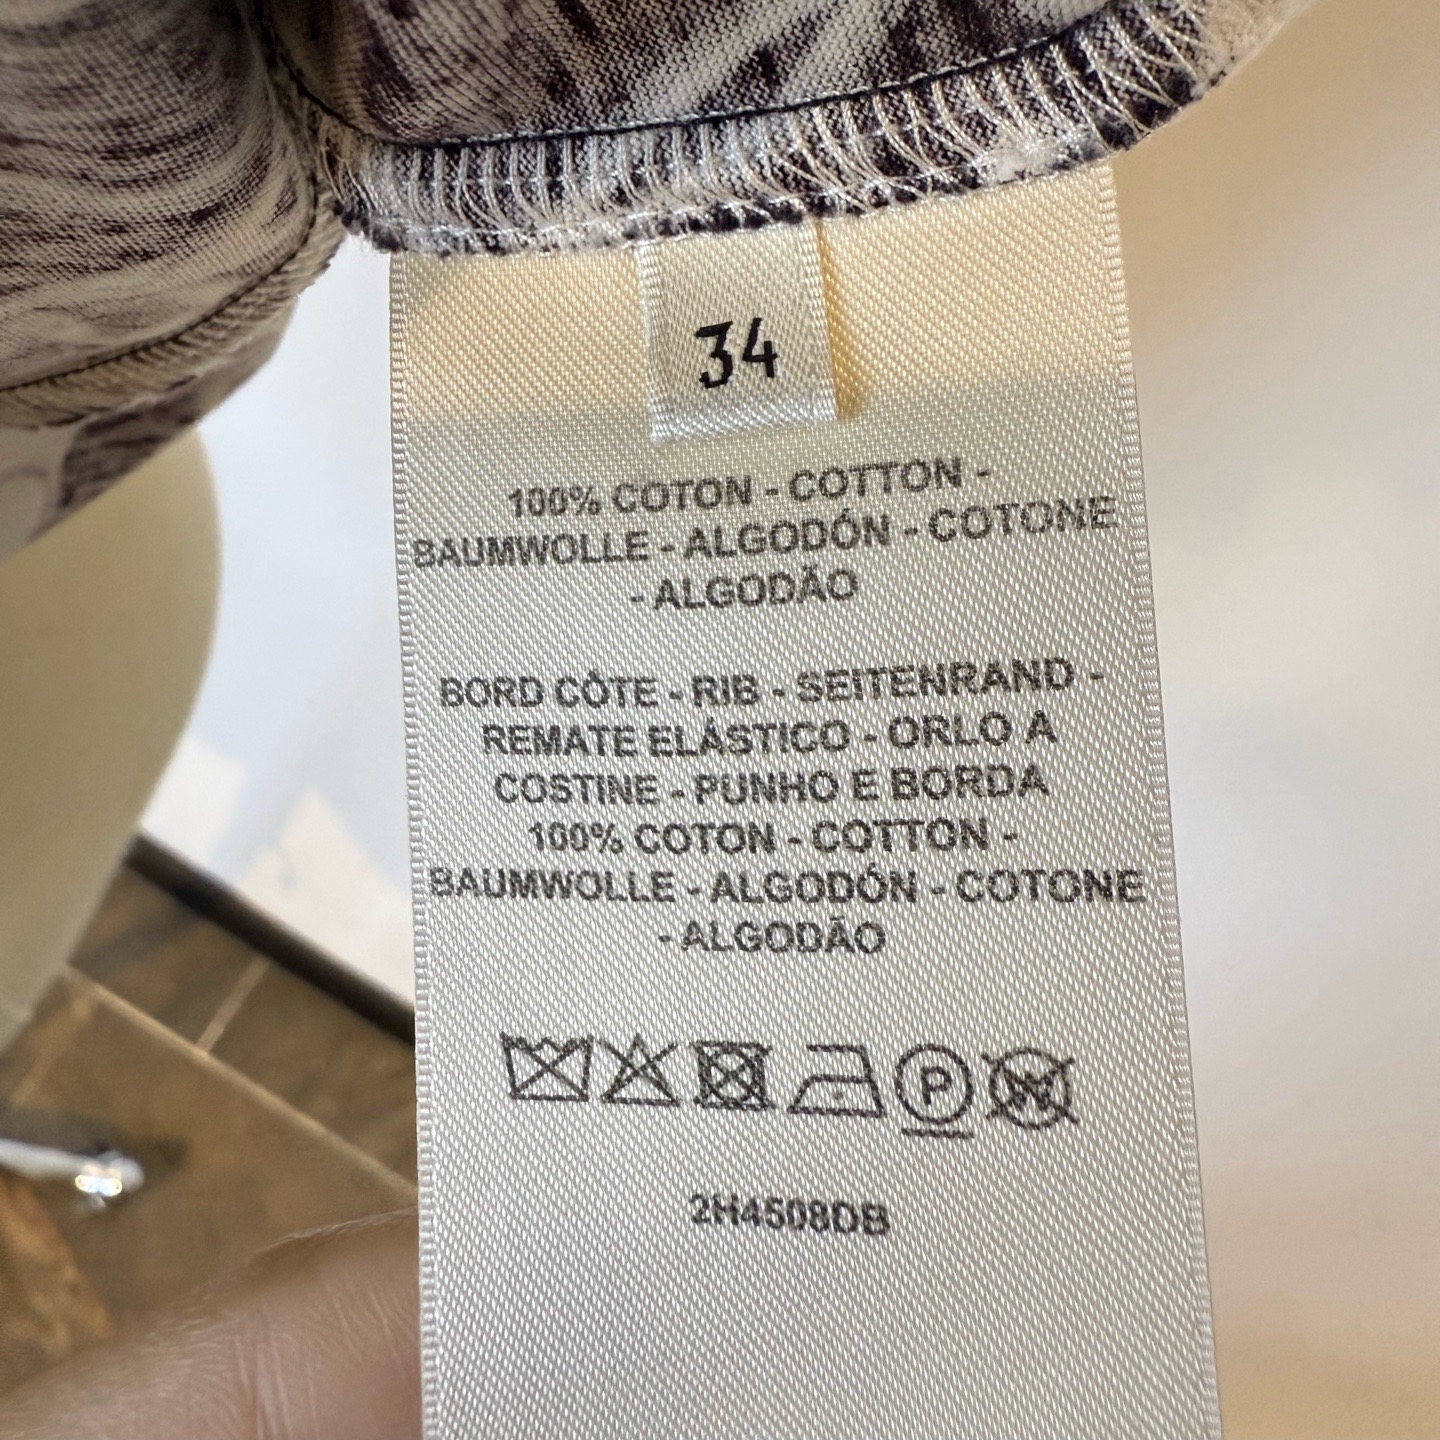 34
100% COTON - COTTON -
BAUMWOLLE - ALGODÓN - COTONE
- ALGODÃO
BORD CÔTE - RIB - SEITENRAND -
REMATE ELÁSTICO - ORLO A
COSTINE - PUNHO E BORDA
100% COTON - COTTON -
BAUMWOLLE - ALGODÓN - COTONE
- ALGODÃO
P W
2H4508DB